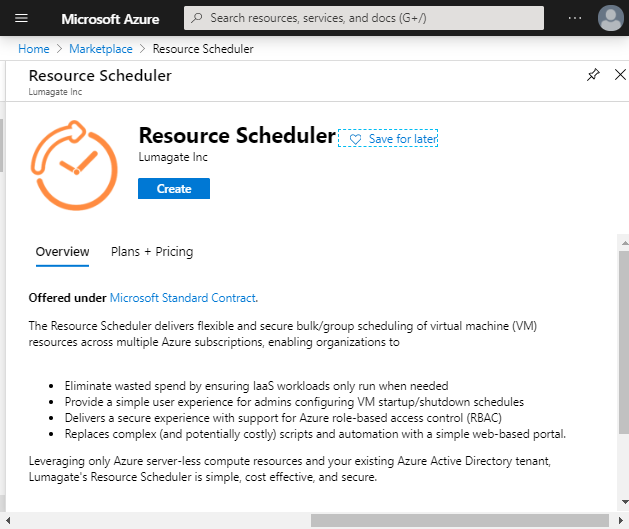 Microsoft Azure
Search resources, services, and docs (G+/)
Home > Marketplace > Resource Scheduler
Resource Scheduler
Lumagate Inc
Resource Scheduler
Save for later
Lumagate Inc
Create
Overview
Plans + Pricing
Offered under Microsoft Standard Contract.
The Resource Scheduler delivers flexible and secure bulk/group scheduling of virtual machine (VM)
resources across multiple Azure subscriptions, enabling organizations to
• Eliminate wasted spend by ensuring IaaS workloads only run when needed
• Provide a simple user experience for admins configuring VM startup/shutdown schedules
• Delivers a secure experience with support for Azure role-based access control (RBAC)
• Replaces complex (and potentially costly) scripts and automation with a simple web-based portal.
Leveraging only Azure server-less compute resources and your existing Azure Active Directory tenant,
Lumagate's Resource Scheduler is simple, cost effective, and secure.